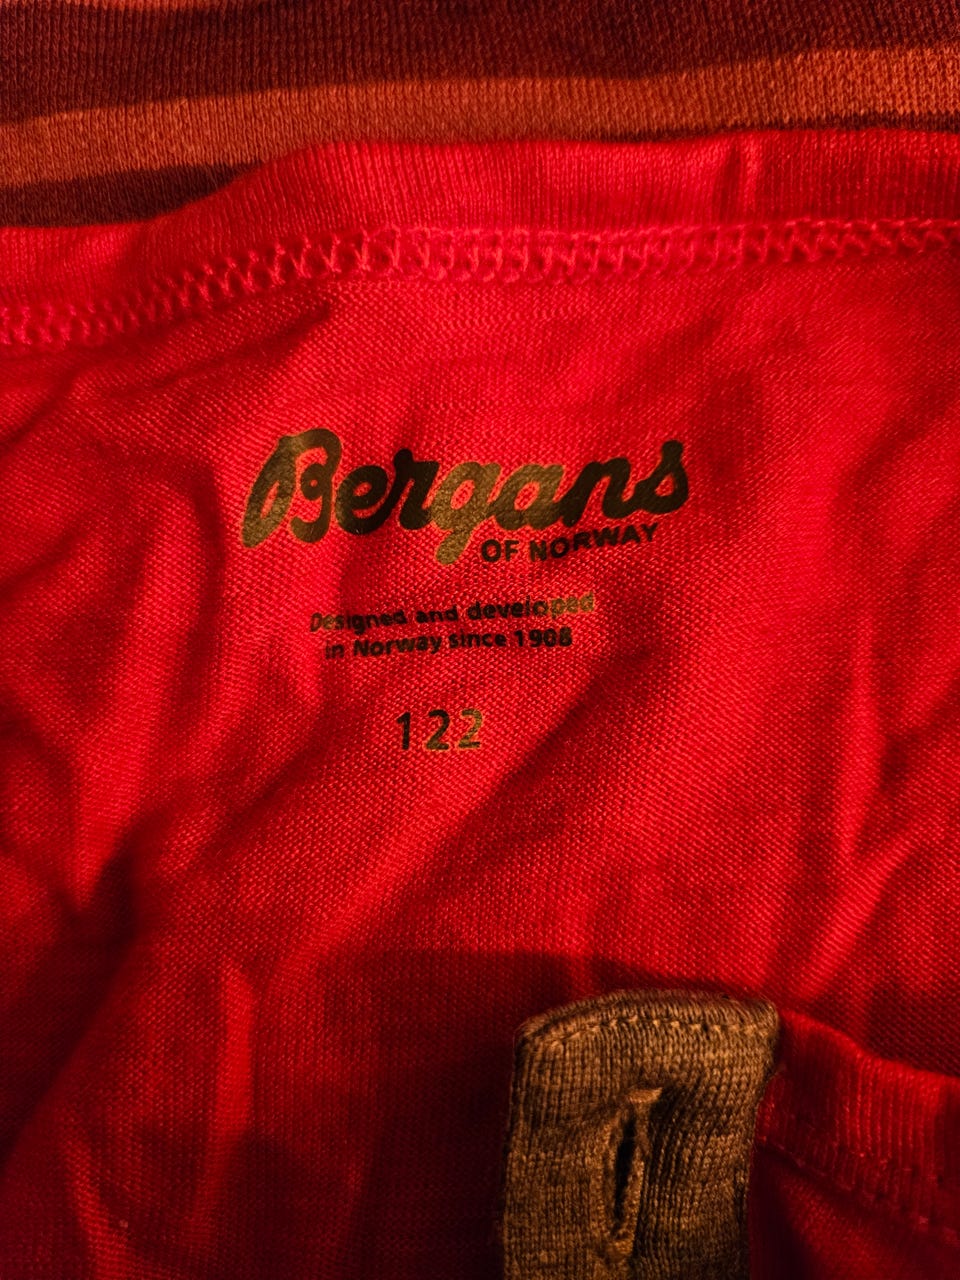 Bergans
OF NORWAY
Designed and developed
in Norway since 1908
122